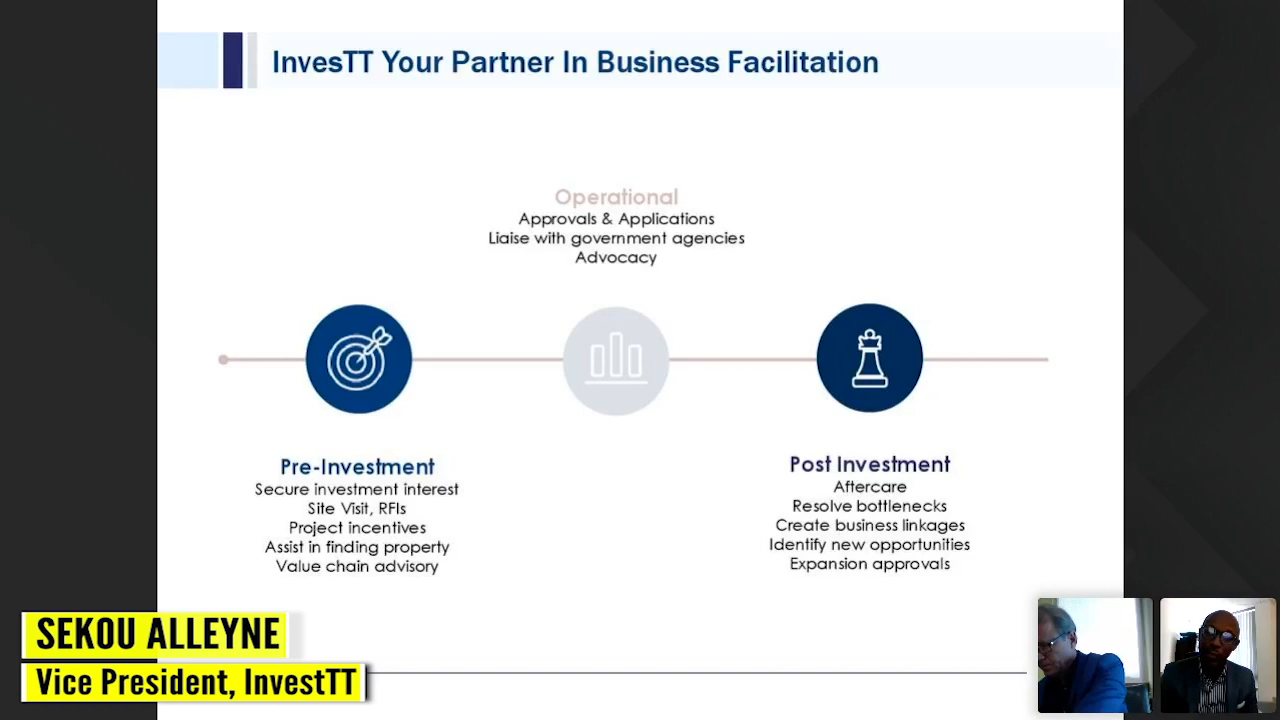 InvesTT Your Partner In Business Facilitation
Operational
Approvals & Applications
Liaise with government agencies
Advocacy
Pre-Investment
Secure investment interest
Site Visit, RFIs
Project incentives
Assist in finding property
Value chain advisory
Post Investment
Aftercare
Resolve bottlenecks
Create business linkages
Identify new opportunities
Expansion approvals
SEKOU ALLEYNE
Vice President, InvesTT